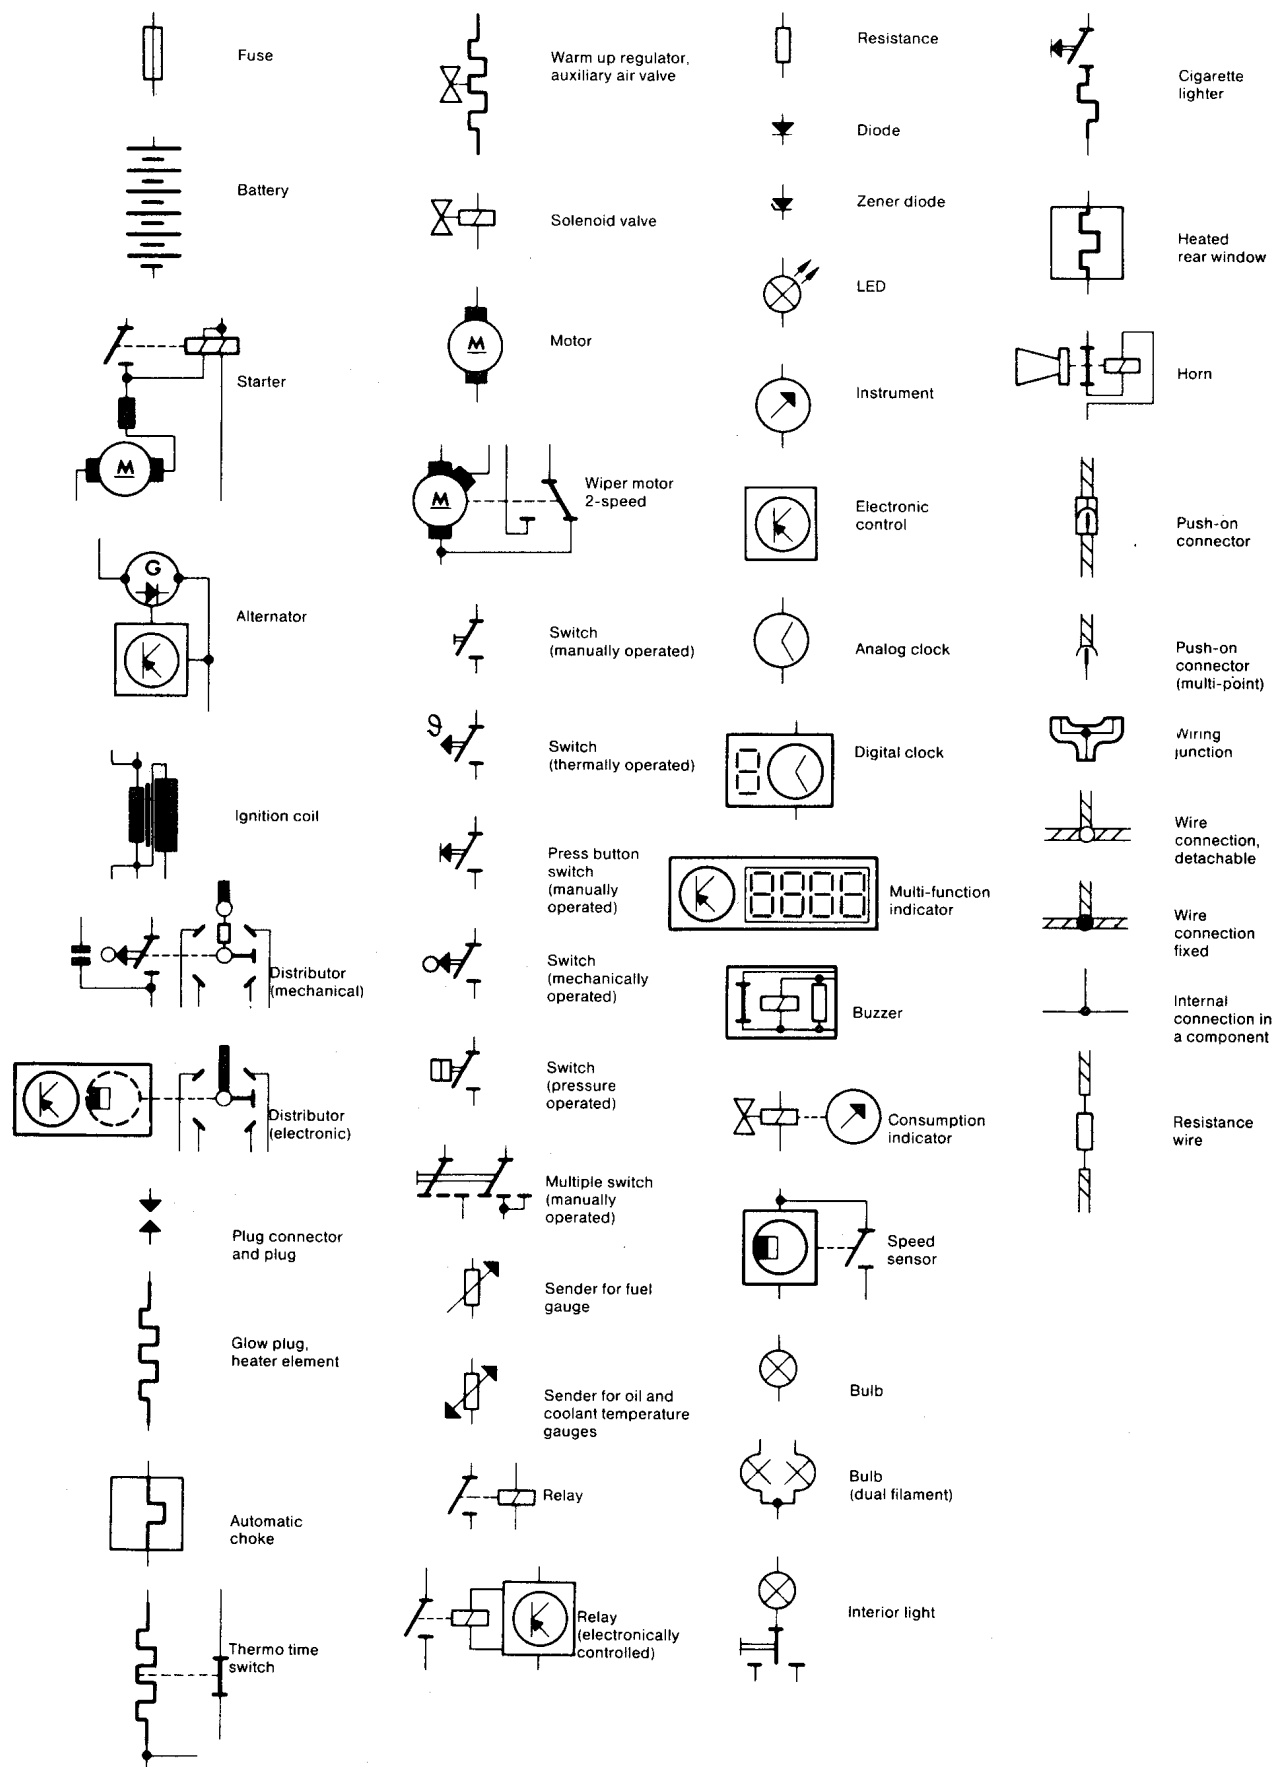 Fuse
Battery
Starter
M
G
Alternator
Ignition coil
Distributor
(mechanical)
Distributor
(electronic)
Plug connector
and plug
Glow plug,
heater element
Automatic
choke
Thermo time
switch
Warm up regulator,
auxiliary air valve
Solenoid valve
M
Motor
M
Wiper motor
2-speed
Switch
(manually operated)
ϑ
Switch
(thermally operated)
Press button
switch
(manually
operated)
Switch
(mechanically
operated)
Switch
(pressure
operated)
Multiple switch
(manually
operated)
Sender for fuel
gauge
Sender for oil and
coolant temperature
gauges
Relay
Relay
(electronically
controlled)
Resistance
Diode
Zener diode
LED
Instrument
Electronic
control
Analog clock
8
Digital clock
8888
Multi-function
indicator
Buzzer
Consumption
indicator
Speed
sensor
Bulb
Bulb
(dual filament)
Interior light
Cigarette
lighter
Heated
rear window
Horn
Push-on
connector
Push-on
connector
(multi-point)
Wiring
junction
Wire
connection,
detachable
Wire
connection
fixed
Internal
connection in
a component
Resistance
wire